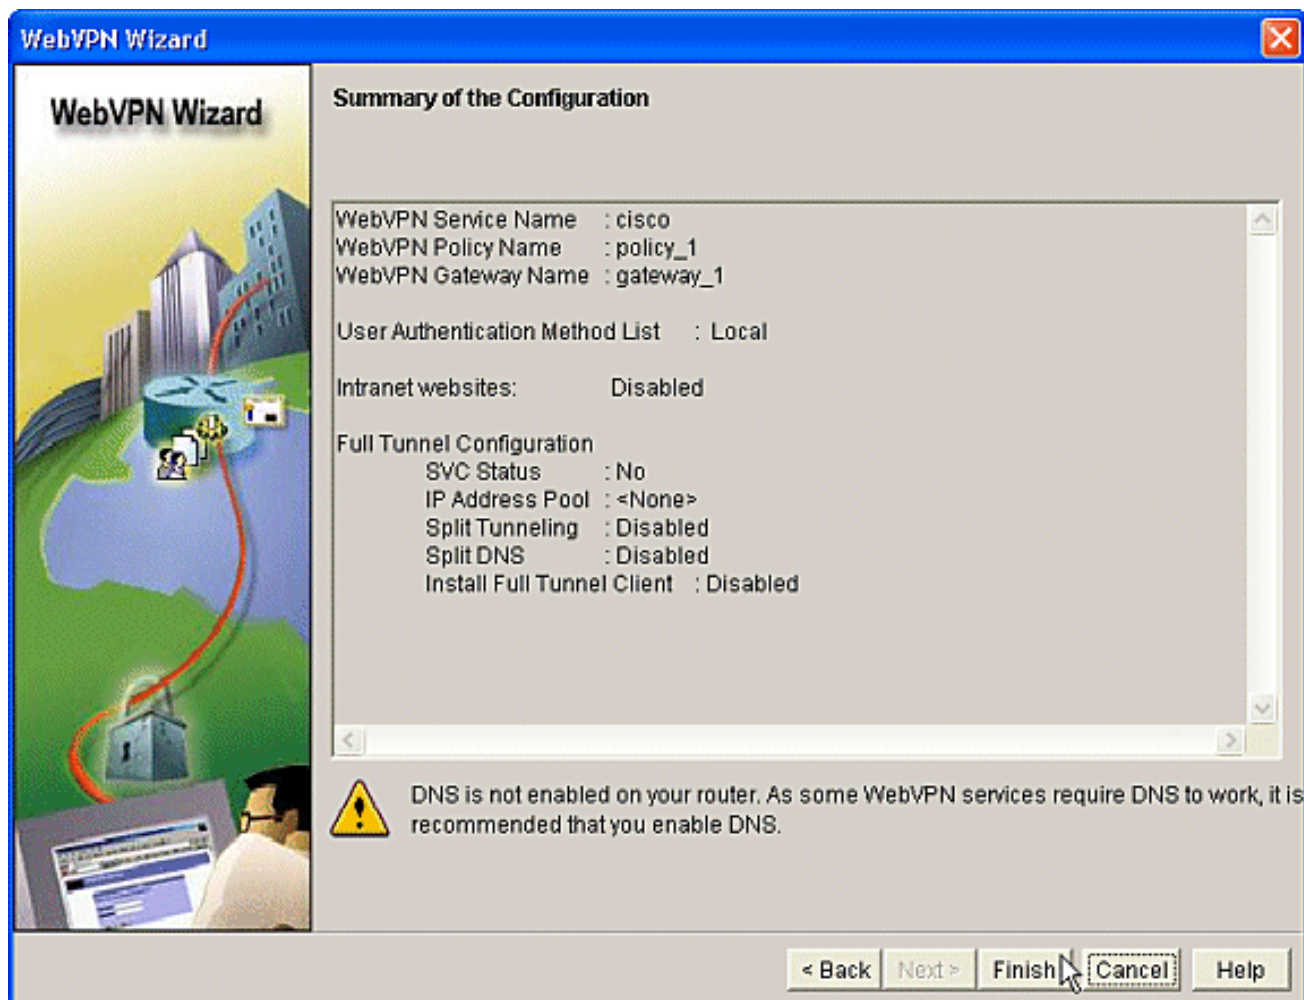 WebVPN Wizard
WebVPN Wizard
Summary of the Configuration
WebVPN Service Name : cisco
WebVPN Policy Name : policy_1
WebVPN Gateway Name : gateway_1
User Authentication Method List : Local
Intranet websites: Disabled
Full Tunnel Configuration
SVC Status : No
IP Address Pool : <None>
Split Tunneling : Disabled
Split DNS : Disabled
Install Full Tunnel Client : Disabled
DNS is not enabled on your router. As some WebVPN services require DNS to work, it is
recommended that you enable DNS.
< Back Next > Finish Cancel Help